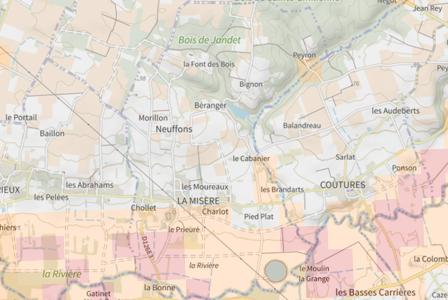 Jean Rey
Bois de Jandet
Peyron
la Font des Bois
Bignon
Béranger
les Audeberts
le Portail
Morillon
Baillon
Neuffons
Balandreau
le Cabanier
Sarlat
Ponson
les Abrahams
les Moureaux
les Brandarts
COUTURES
les Pelées
LA MISÈRE
Chollet
Chariot
Pied Plat
le Prieuré
D1263
la Rivière
la Rivière
le Moulin
la Grange
la Colomb
Gatinet
la Bonne
les Basses Carrières